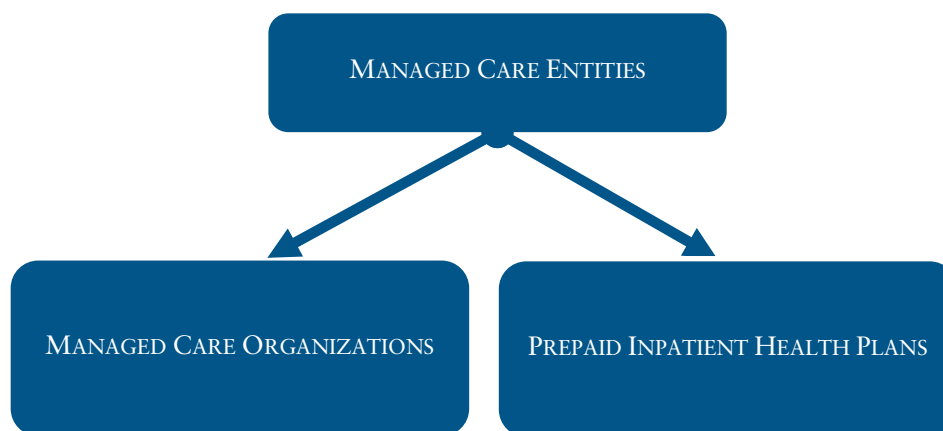 Managed Care Entities
Managed Care Organizations
Prepaid Inpatient Health Plans